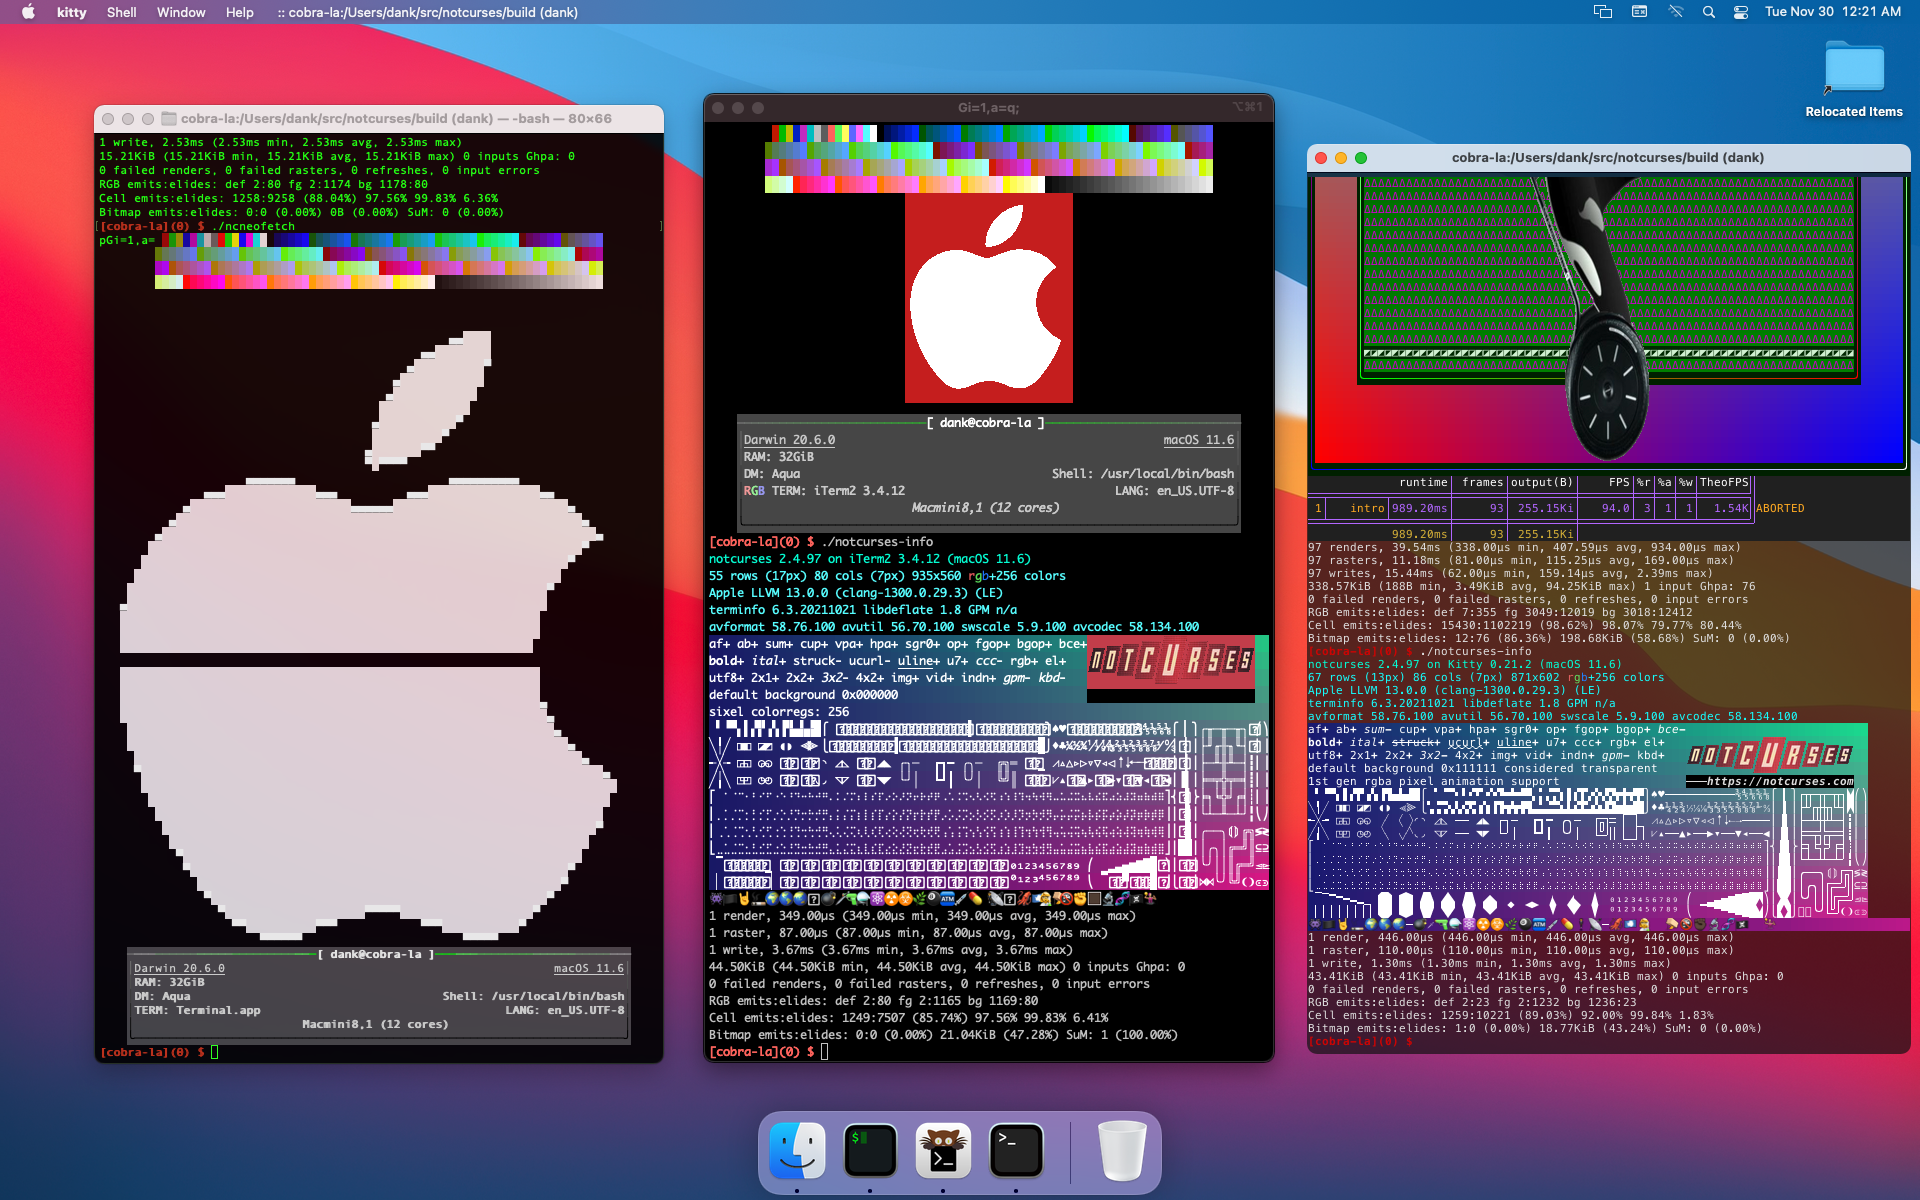 kitty Shell Window Help :: cobra-la:/Users/dank/src/notcurses/build (dank) Tue Nov 30 12:21 AM
Relocated Items
cobra-la:/Users/dank/src/notcurses/build (dank) — -bash — 80×66
1 write, 2.53ms (2.53ms min, 2.53ms avg, 2.53ms max)
15.21KiB (15.21KiB min, 15.21KiB avg, 15.21KiB max) 0 inputs Ghpa: 0
0 failed renders, 0 failed rasters, 0 refreshes, 0 input errors
RGB emits:elides: def 2:80 fg 2:1174 bg 1178:80
Cell emits:elides: 1258:9258 (88.04%) 97.56% 99.83% 6.36%
Bitmap emits:elides: 0:0 (0.00%) 0B (0.00%) SuM: 0 (0.00%)
[cobra-la](0) $ ./ncneofetch
pGi=1,a=
[ dank@cobra-la ]
Darwin 20.6.0 macOS 11.6
RAM: 32GiB
DM: Aqua Shell: /usr/local/bin/bash
TERM: Terminal.app LANG: en_US.UTF-8
Macmini8,1 (12 cores)
[cobra-la](0) $
Gi=1,a=q; ⌥⌘1
[ dank@cobra-la ]
Darwin 20.6.0 macOS 11.6
RAM: 32GiB
DM: Aqua Shell: /usr/local/bin/bash
RGB TERM: iTerm2 3.4.12 LANG: en_US.UTF-8
Macmini8,1 (12 cores)
[cobra-la](0) $ ./notcurses-info
notcurses 2.4.97 on iTerm2 3.4.12 (macOS 11.6)
55 rows (17px) 80 cols (7px) 935x560 rgb+256 colors
Apple LLVM 13.0.0 (clang-1300.0.29.3) (LE)
terminfo 6.3.20211021 libdeflate 1.8 GPM n/a
avformat 58.76.100 avutil 56.70.100 swscale 5.9.100 avcodec 58.134.100
af+ ab+ sum+ cup+ vpa+ hpa+ sgr0+ op+ fgop+ bgop+ bce+
bold+ ital+ struck- ucurl- uline+ u7+ ccc- rgb+ el+
utf8+ 2x1+ 2x2+ 3x2- 4x2+ img+ vid+ indn+ gpm- kbd-
default background 0x000000
sixel colorregs: 256
NOTCURSES
0123456789
0123456789
1 render, 349.00µs (349.00µs min, 349.00µs avg, 349.00µs max)
1 raster, 87.00µs (87.00µs min, 87.00µs avg, 87.00µs max)
1 write, 3.67ms (3.67ms min, 3.67ms avg, 3.67ms max)
44.50KiB (44.50KiB min, 44.50KiB avg, 44.50KiB max) 0 inputs Ghpa: 0
0 failed renders, 0 failed rasters, 0 refreshes, 0 input errors
RGB emits:elides: def 2:80 fg 2:1165 bg 1169:80
Cell emits:elides: 1249:7507 (85.74%) 97.56% 99.83% 6.41%
Bitmap emits:elides: 0:0 (0.00%) 21.04KiB (47.28%) SuM: 1 (100.00%)
[cobra-la](0) $
cobra-la:/Users/dank/src/notcurses/build (dank)
runtime frames output(B) FPS %r %a %w TheoFPS
1 intro 989.20ms 93 255.15Ki 94.0 3 1 1 1.54K ABORTED
989.20ms 93 255.15Ki
97 renders, 39.54ms (338.00µs min, 407.59µs avg, 934.00µs max)
97 rasters, 11.18ms (81.00µs min, 115.25µs avg, 169.00µs max)
97 writes, 15.44ms (62.00µs min, 159.14µs avg, 2.39ms max)
338.57KiB (188B min, 3.49KiB avg, 94.25KiB max) 1 input Ghpa: 76
0 failed renders, 0 failed rasters, 0 refreshes, 0 input errors
RGB emits:elides: def 7:355 fg 3049:12019 bg 3018:12412
Cell emits:elides: 15430:1102219 (98.62%) 98.07% 79.77% 80.44%
Bitmap emits:elides: 12:76 (86.36%) 198.68KiB (58.68%) SuM: 0 (0.00%)
[cobra-la](0) $ ./notcurses-info
notcurses 2.4.97 on Kitty 0.21.2 (macOS 11.6)
67 rows (13px) 86 cols (7px) 871x602 rgb+256 colors
Apple LLVM 13.0.0 (clang-1300.0.29.3) (LE)
terminfo 6.3.20211021 libdeflate 1.8 GPM n/a
avformat 58.76.100 avutil 56.70.100 swscale 5.9.100 avcodec 58.134.100
af+ ab+ sum- cup+ vpa+ hpa+ sgr0+ op+ fgop+ bgop+ bce-
bold+ ital+ struck+ ucurl+ uline+ u7+ ccc+ rgb+ el+
utf8+ 2x1+ 2x2+ 3x2- 4x2+ img+ vid+ indn+ gpm- kbd+
default background 0x111111 considered transparent
1st gen rgba pixel animation support
NOTCURSES
https://notcurses.com
0123456789
0123456789
1 render, 446.00µs (446.00µs min, 446.00µs avg, 446.00µs max)
1 raster, 110.00µs (110.00µs min, 110.00µs avg, 110.00µs max)
1 write, 1.30ms (1.30ms min, 1.30ms avg, 1.30ms max)
43.41KiB (43.41KiB min, 43.41KiB avg, 43.41KiB max) 0 inputs Ghpa: 0
0 failed renders, 0 failed rasters, 0 refreshes, 0 input errors
RGB emits:elides: def 2:23 fg 2:1232 bg 1236:23
Cell emits:elides: 1259:10221 (89.03%) 92.00% 99.84% 1.83%
Bitmap emits:elides: 1:0 (0.00%) 18.77KiB (43.24%) SuM: 0 (0.00%)
[cobra-la](0) $